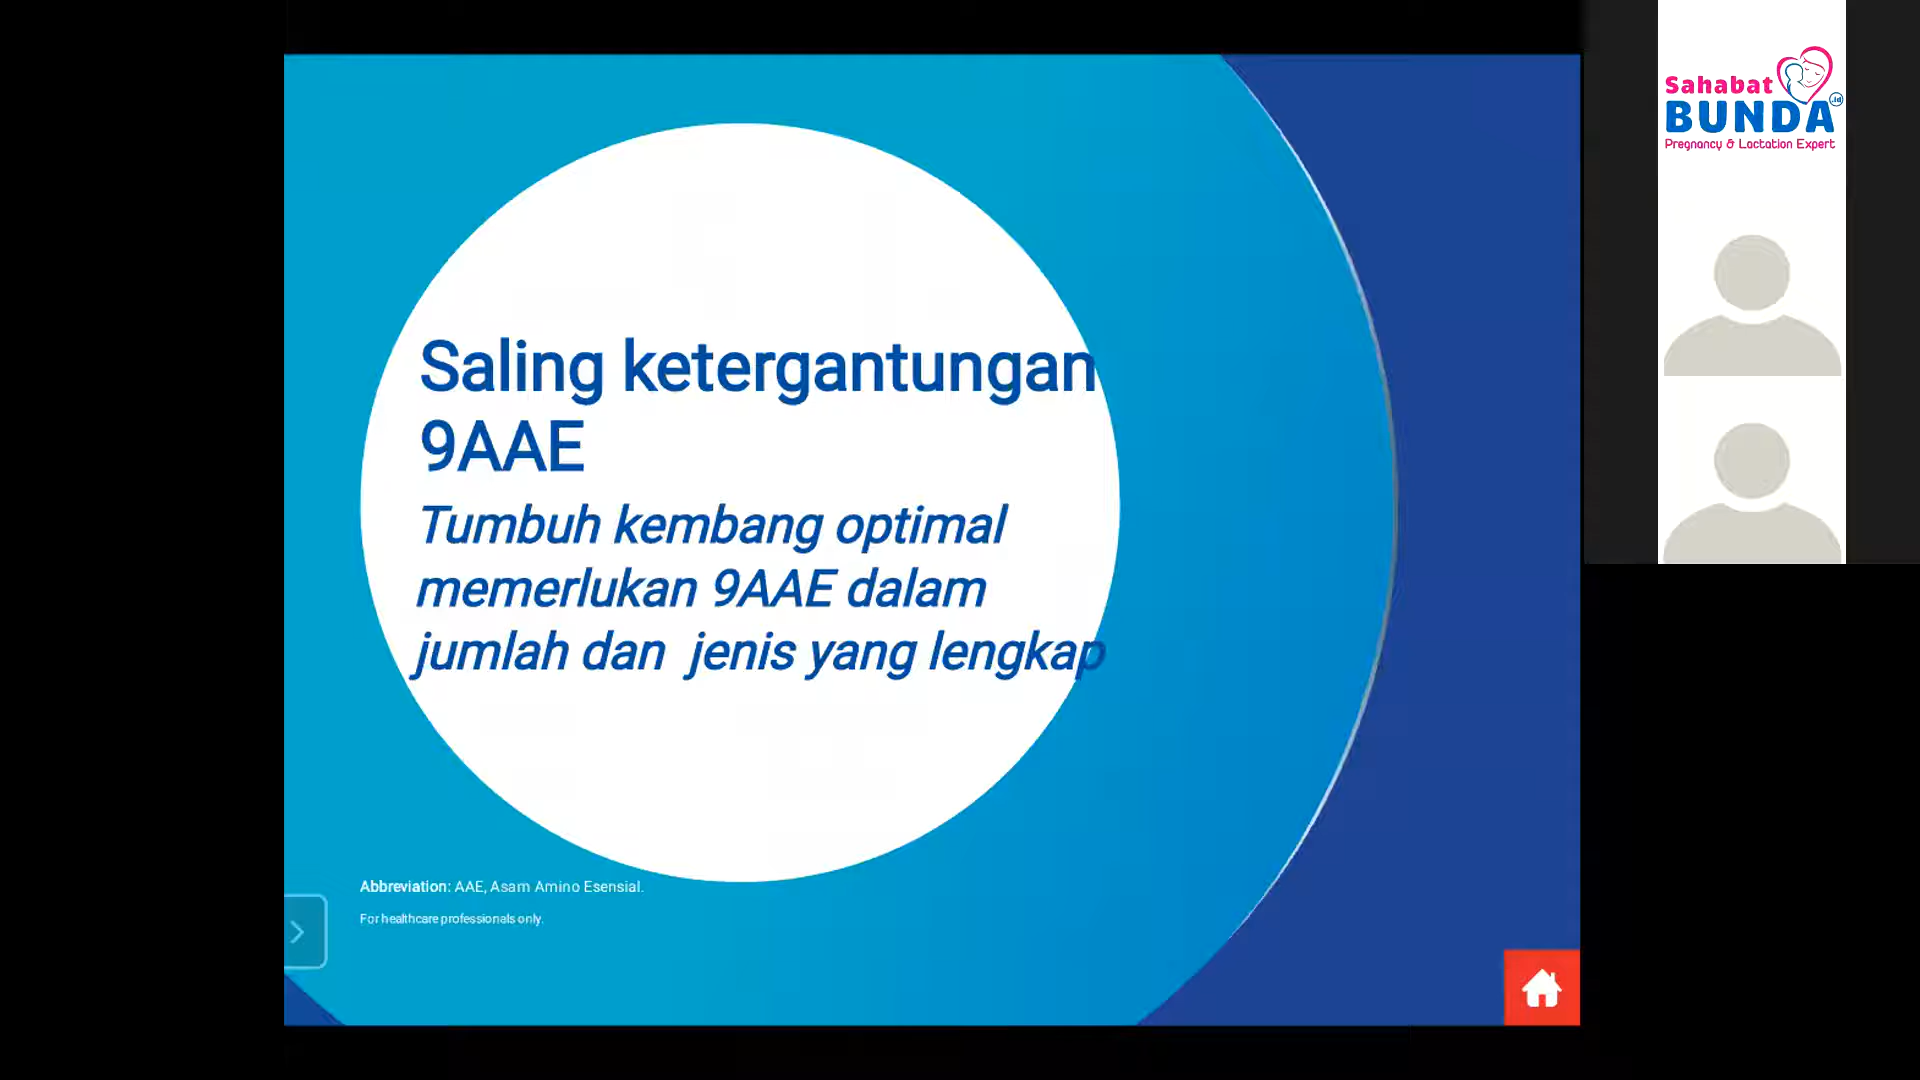 Saling ketergantungan
9AAE
Tumbuh kembang optimal
memerlukan 9AAE dalam
jumlah dan jenis yang lengkap
Abbreviation: AAE, Asam Amino Esensial.
For healthcare professionals only.
Sahabat
BUNDA
.id
Pregnancy & Lactation Expert